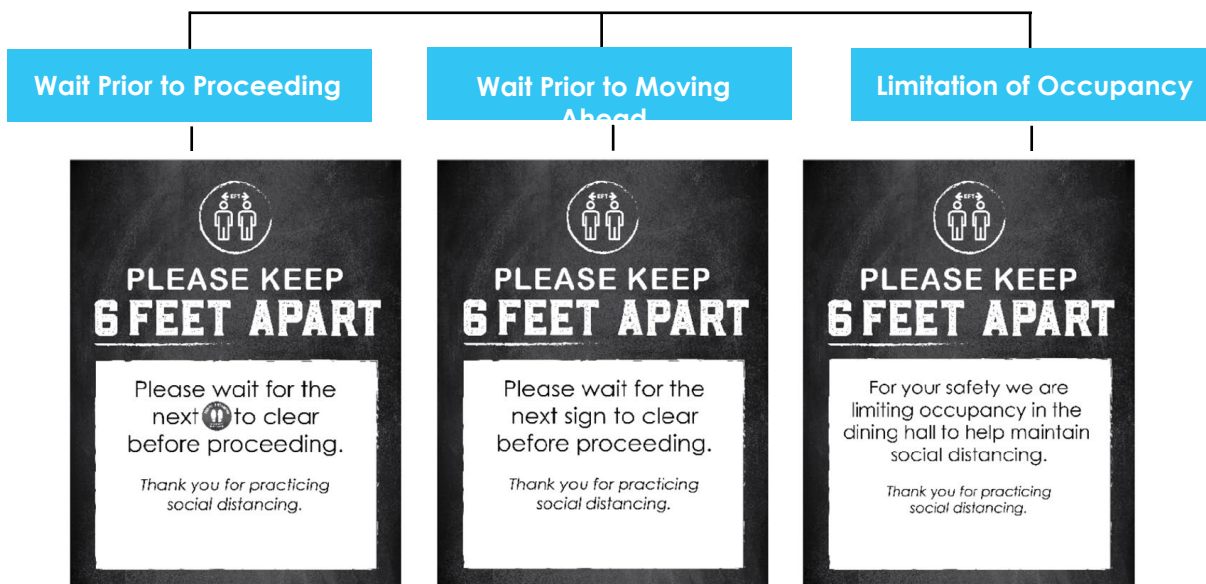 Wait Prior to Proceeding
Wait Prior to Moving
Ahead
Limitation of Occupancy
6FT
PLEASE KEEP
6 FEET APART
Please wait for the
next to clear
before proceeding.
Thank you for practicing
social distancing.
6FT
PLEASE KEEP
6 FEET APART
Please wait for the
next sign to clear
before proceeding.
Thank you for practicing
social distancing.
6FT
PLEASE KEEP
6 FEET APART
For your safety we are
limiting occupancy in the
dining hall to help maintain
social distancing.
Thank you for practicing
social distancing.